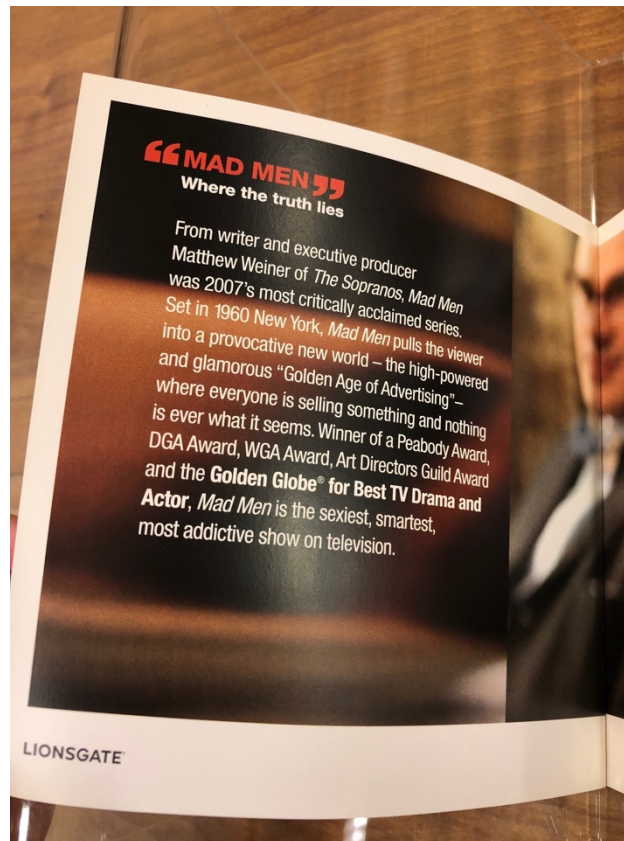 “MAD MEN”
Where the truth lies
From writer and executive producer
Matthew Weiner of The Sopranos, Mad Men
was 2007’s most critically acclaimed series.
Set in 1960 New York, Mad Men pulls the viewer
into a provocative new world – the high-powered
and glamorous “Golden Age of Advertising”–
where everyone is selling something and nothing
is ever what it seems. Winner of a Peabody Award,
DGA Award, WGA Award, Art Directors Guild Award
and the Golden Globe® for Best TV Drama and
Actor, Mad Men is the sexiest, smartest,
most addictive show on television.
LIONSGATE